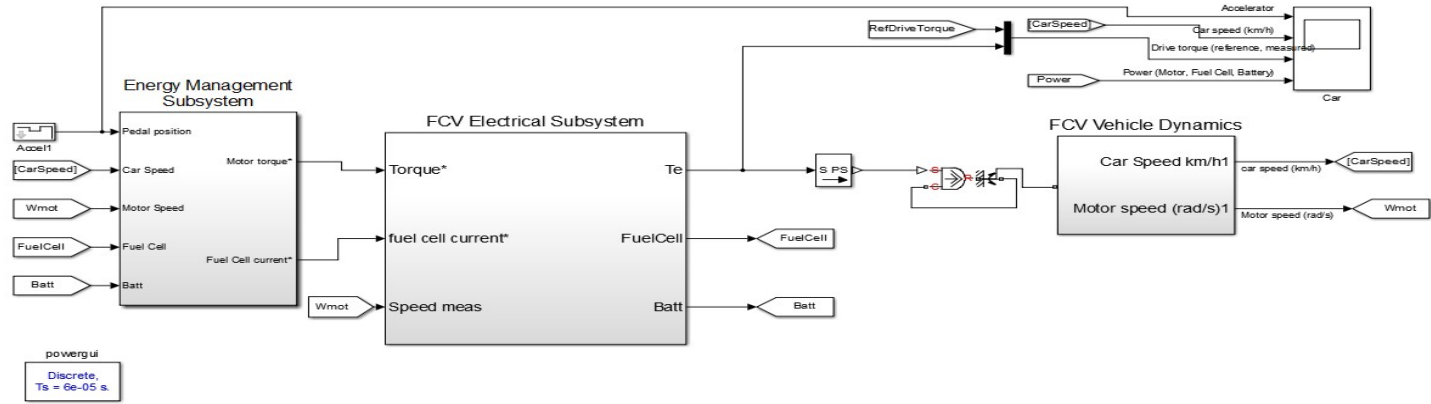 Accelerator
[CarSpeed]
Car speed (km/h)
RefDriveTorque
Drive torque (reference, measured)
Power
Power (Motor, Fuel Cell, Battery)
Car
Energy Management
Subsystem
Accel1
Pedal position
[CarSpeed]
Car Speed
Wmot
Motor Speed
FuelCell
Fuel Cell
Batt
Batt
Motor torque*
Fuel Cell current*
FCV Electrical Subsystem
Torque*
fuel cell current*
Wmot
Speed meas
Te
FuelCell
FuelCell
Batt
Batt
S PS
S
C
R
FCV Vehicle Dynamics
Car Speed km/h1
car speed (km/h)
[CarSpeed]
Motor speed (rad/s)1
Motor speed (rad/s)
Wmot
powergui
Discrete,
Ts = 6e-05 s.